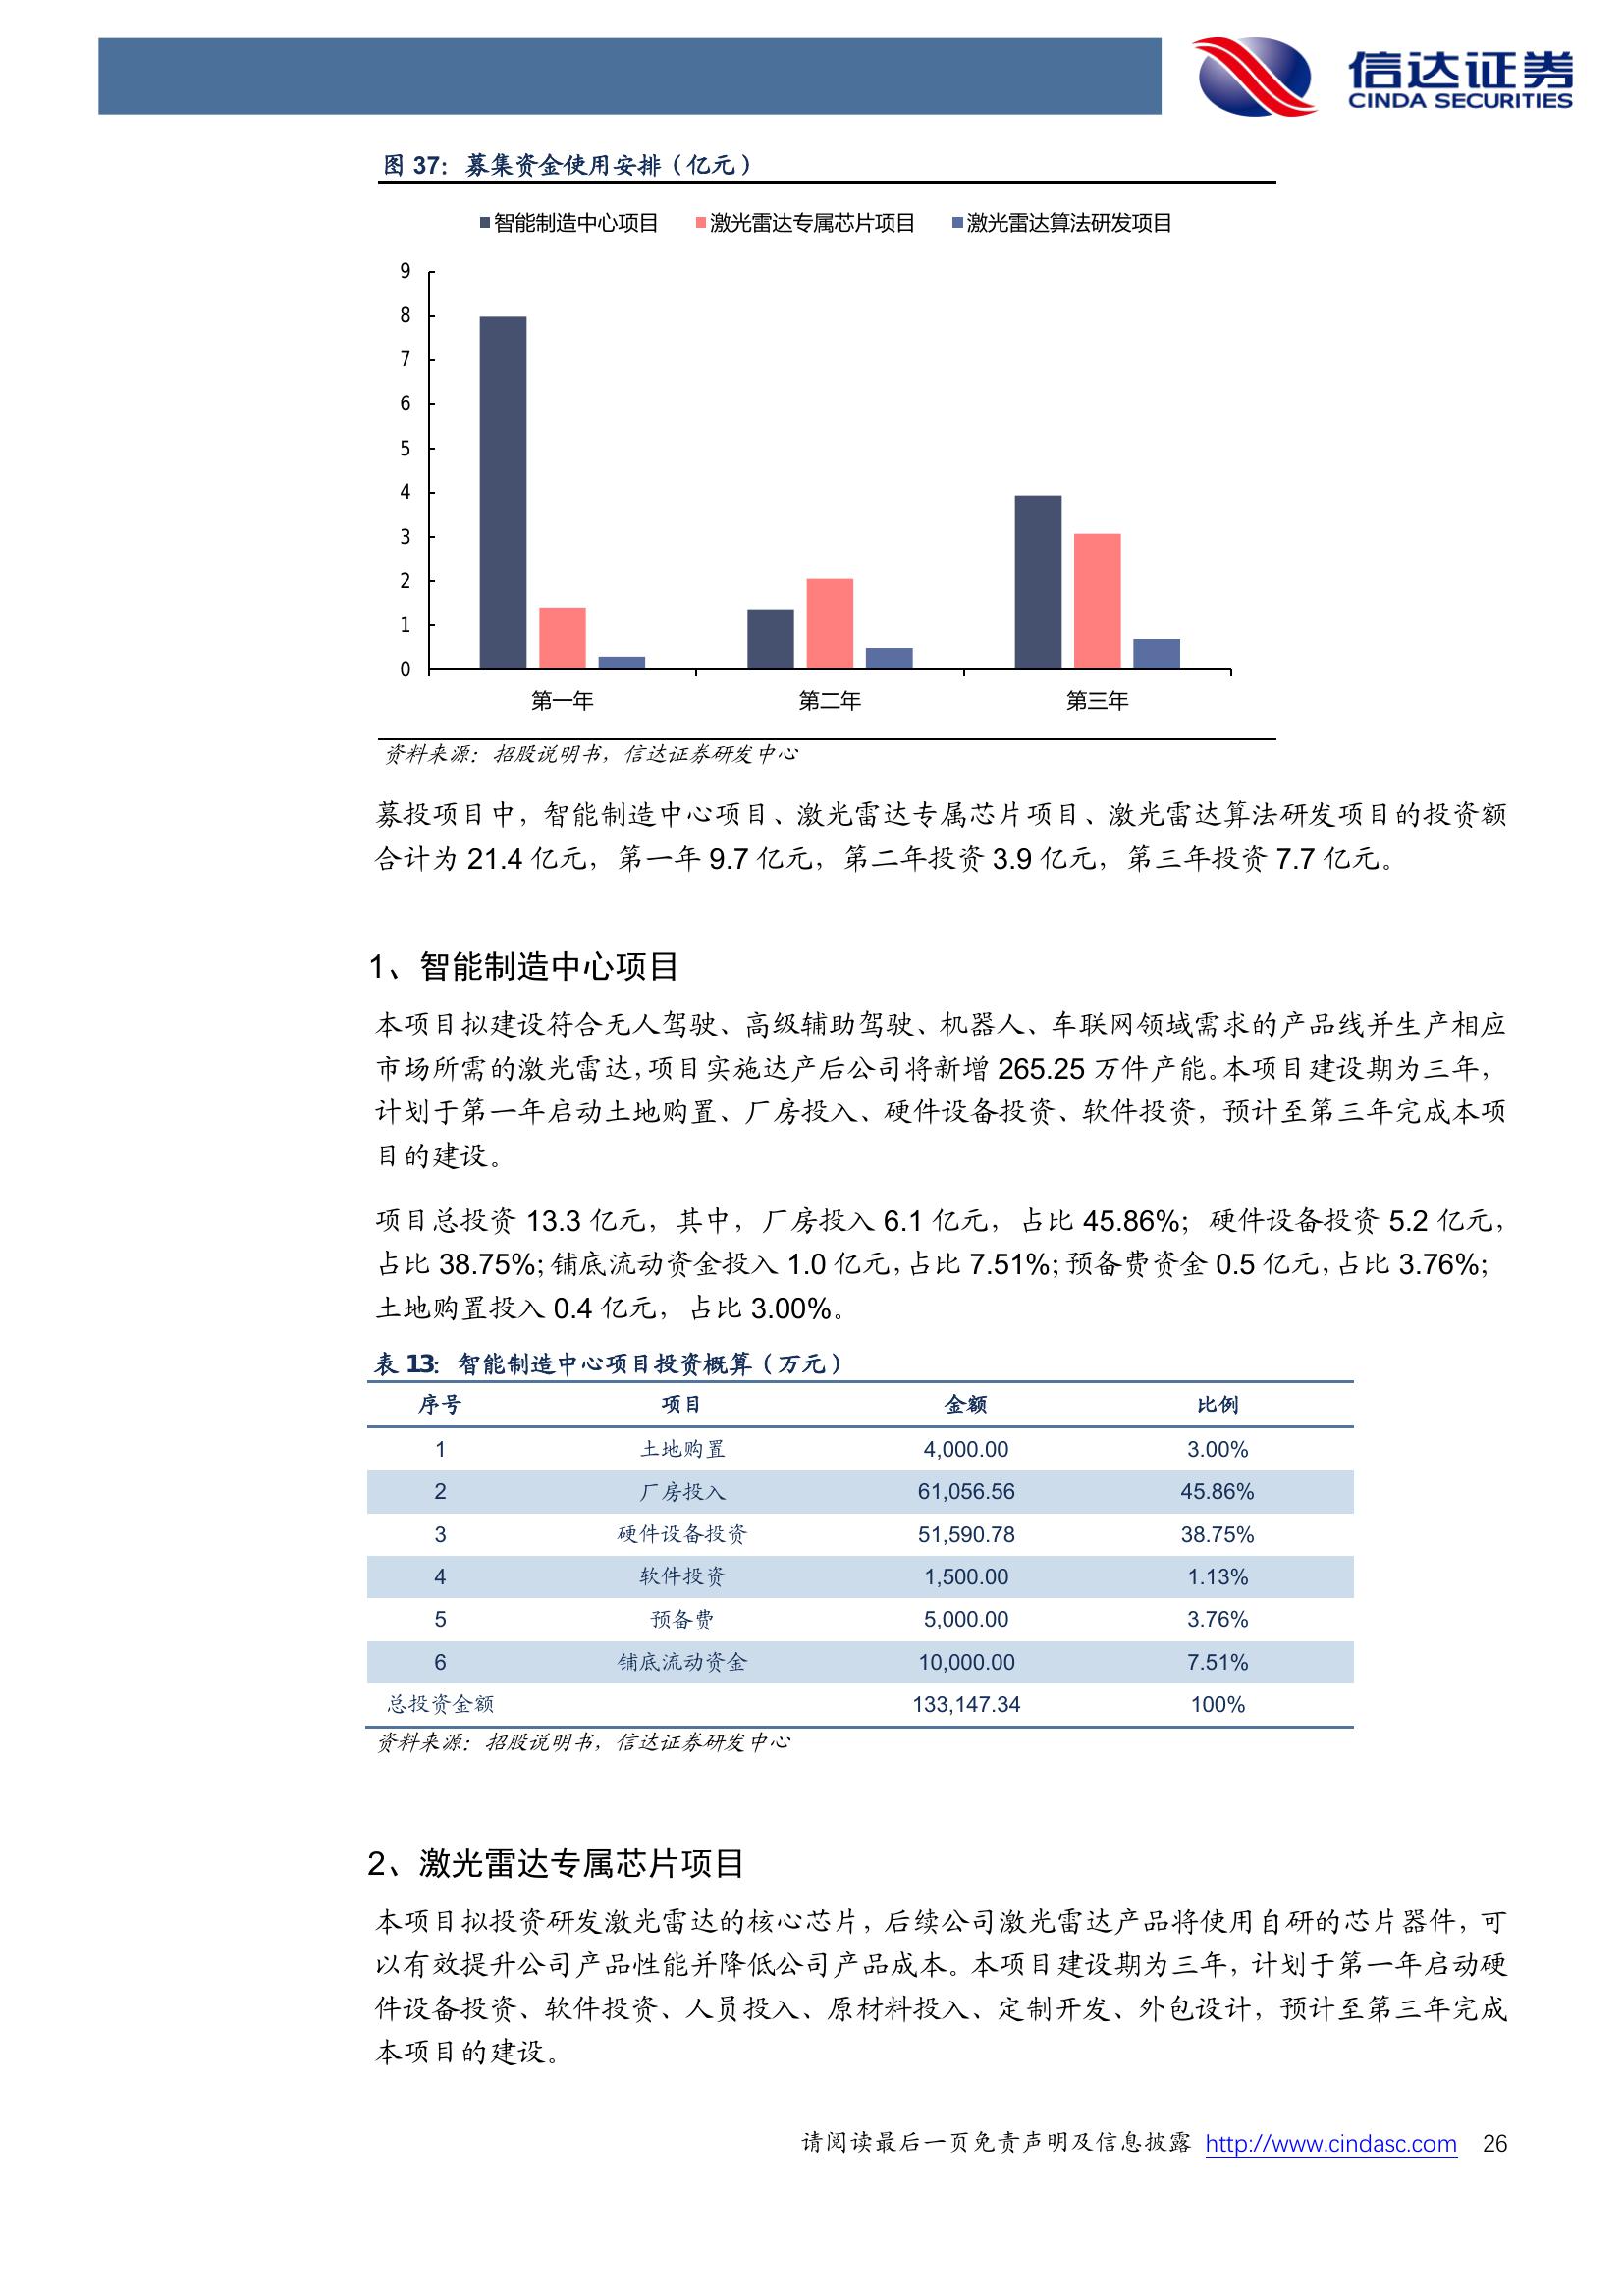 信达证券
CINDA SECURITIES
图 37：募集资金使用安排（亿元）
智能制造中心项目 激光雷达专属芯片项目 激光雷达算法研发项目
9
8
7
6
5
4
3
2
1
0
第一年 第二年 第三年
资料来源：招股说明书，信达证券研发中心
募投项目中，智能制造中心项目、激光雷达专属芯片项目、激光雷达算法研发项目的投资额
合计为 21.4 亿元，第一年 9.7 亿元，第二年投资 3.9 亿元，第三年投资 7.7 亿元。
1、智能制造中心项目
本项目拟建设符合无人驾驶、高级辅助驾驶、机器人、车联网领域需求的产品线并生产相应
市场所需的激光雷达，项目实施达产后公司将新增 265.25 万件产能。本项目建设期为三年，
计划于第一年启动土地购置、厂房投入、硬件设备投资、软件投资，预计至第三年完成本项
目的建设。
项目总投资 13.3 亿元，其中，厂房投入 6.1 亿元，占比 45.86%；硬件设备投资 5.2 亿元，
占比 38.75%；铺底流动资金投入 1.0 亿元，占比 7.51%；预备费资金 0.5 亿元，占比 3.76%；
土地购置投入 0.4 亿元，占比 3.00%。
表 13：智能制造中心项目投资概算（万元）
序号 项目 金额 比例
1 土地购置 4,000.00 3.00%
2 厂房投入 61,056.56 45.86%
3 硬件设备投资 51,590.78 38.75%
4 软件投资 1,500.00 1.13%
5 预备费 5,000.00 3.76%
6 铺底流动资金 10,000.00 7.51%
总投资金额 133,147.34 100%
资料来源：招股说明书，信达证券研发中心
2、激光雷达专属芯片项目
本项目拟投资研发激光雷达的核心芯片，后续公司激光雷达产品将使用自研的芯片器件，可
以有效提升公司产品性能并降低公司产品成本。本项目建设期为三年，计划于第一年启动硬
件设备投资、软件投资、人员投入、原材料投入、定制开发、外包设计，预计至第三年完成
本项目的建设。
请阅读最后一页免责声明及信息披露 http://www.cindasc.com 26